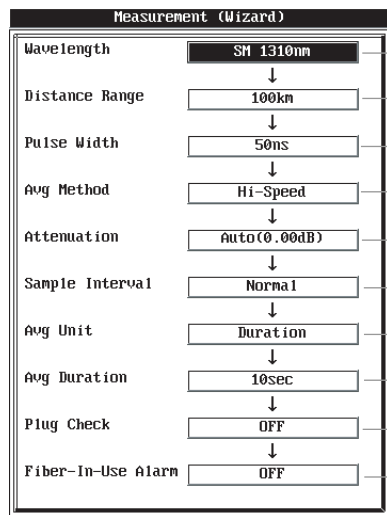 Measurement (Wizard)
Wavelength SM 1310nm
↓
Distance Range 100km
↓
Pulse Width 50ns
↓
Avg Method Hi-Speed
↓
Attenuation Auto(0.00dB)
↓
Sample Interval Normal
↓
Avg Unit Duration
↓
Avg Duration 10sec
↓
Plug Check OFF
↓
Fiber-In-Use Alarm OFF